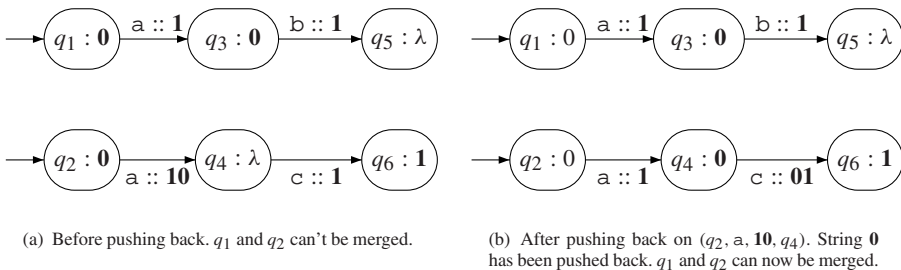 a :: 1 b :: 1 a :: 1 b :: 1
q1 : 0 q3 : 0 q5 : λ q1 : 0 q3 : 0 q5 : λ
q2 : 0 q4 : λ q6 : 1 q2 : 0 q4 : 0 q6 : 1
a :: 10 c :: 1 a :: 1 c :: 01
(a) Before pushing back. q1 and q2 can't be merged.
(b) After pushing back on (q2, a, 10, q4). String 0
has been pushed back. q1 and q2 can now be merged.